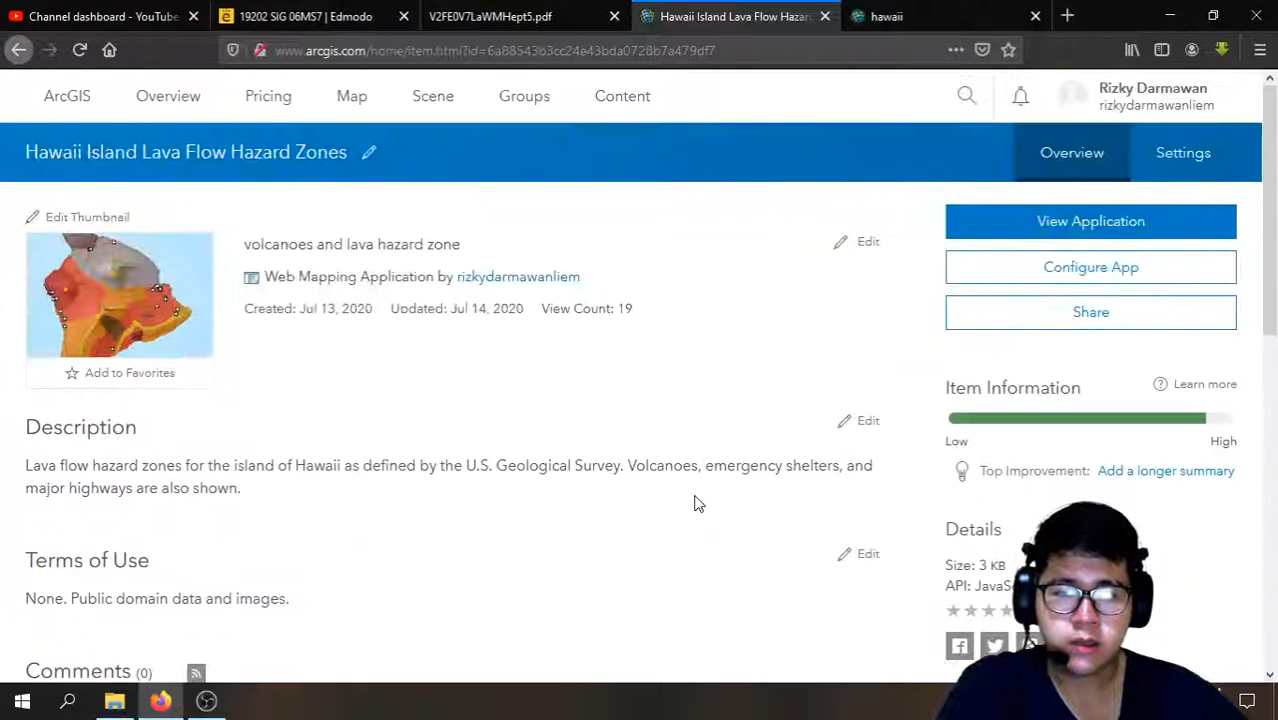 Channel dashboard - YouTube
19202 SIG 06MS7 | Edmodo
V2FE0V7LaWMHept5.pdf
Hawaii Island Lava Flow Hazar
hawaii
www.arcgis.com/home/item.html?id=6a88543b3cc24e43bda0728b7a479df7
ArcGIS Overview Pricing Map Scene Groups Content
Rizky Darmawan
rizkydarmawanliem
Hawaii Island Lava Flow Hazard Zones
Overview Settings
Edit Thumbnail
View Application
volcanoes and lava hazard zone
Edit
Web Mapping Application by rizkydarmawanliem
Configure App
Created: Jul 13, 2020 Updated: Jul 14, 2020 View Count: 19
Share
Add to Favorites
Item Information
Learn more
Description
Edit
Low High
Lava flow hazard zones for the island of Hawaii as defined by the U.S. Geological Survey. Volcanoes, emergency shelters, and
major highways are also shown.
Top Improvement: Add a longer summary
Details
Terms of Use
Edit
Size: 3 KB
None. Public domain data and images.
Comments (0)